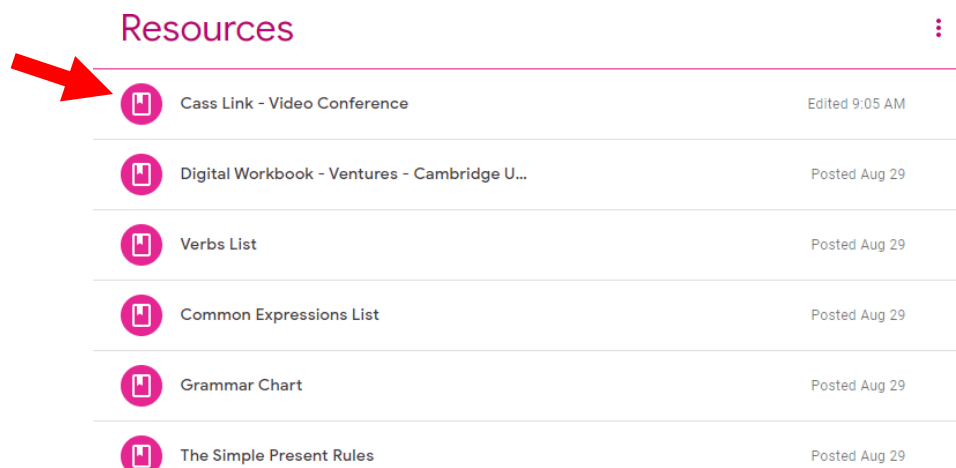 Resources
Cass Link - Video Conference
Edited 9:05 AM
Digital Workbook - Ventures - Cambridge U...
Posted Aug 29
Verbs List
Posted Aug 29
Common Expressions List
Posted Aug 29
Grammar Chart
Posted Aug 29
The Simple Present Rules
Posted Aug 29